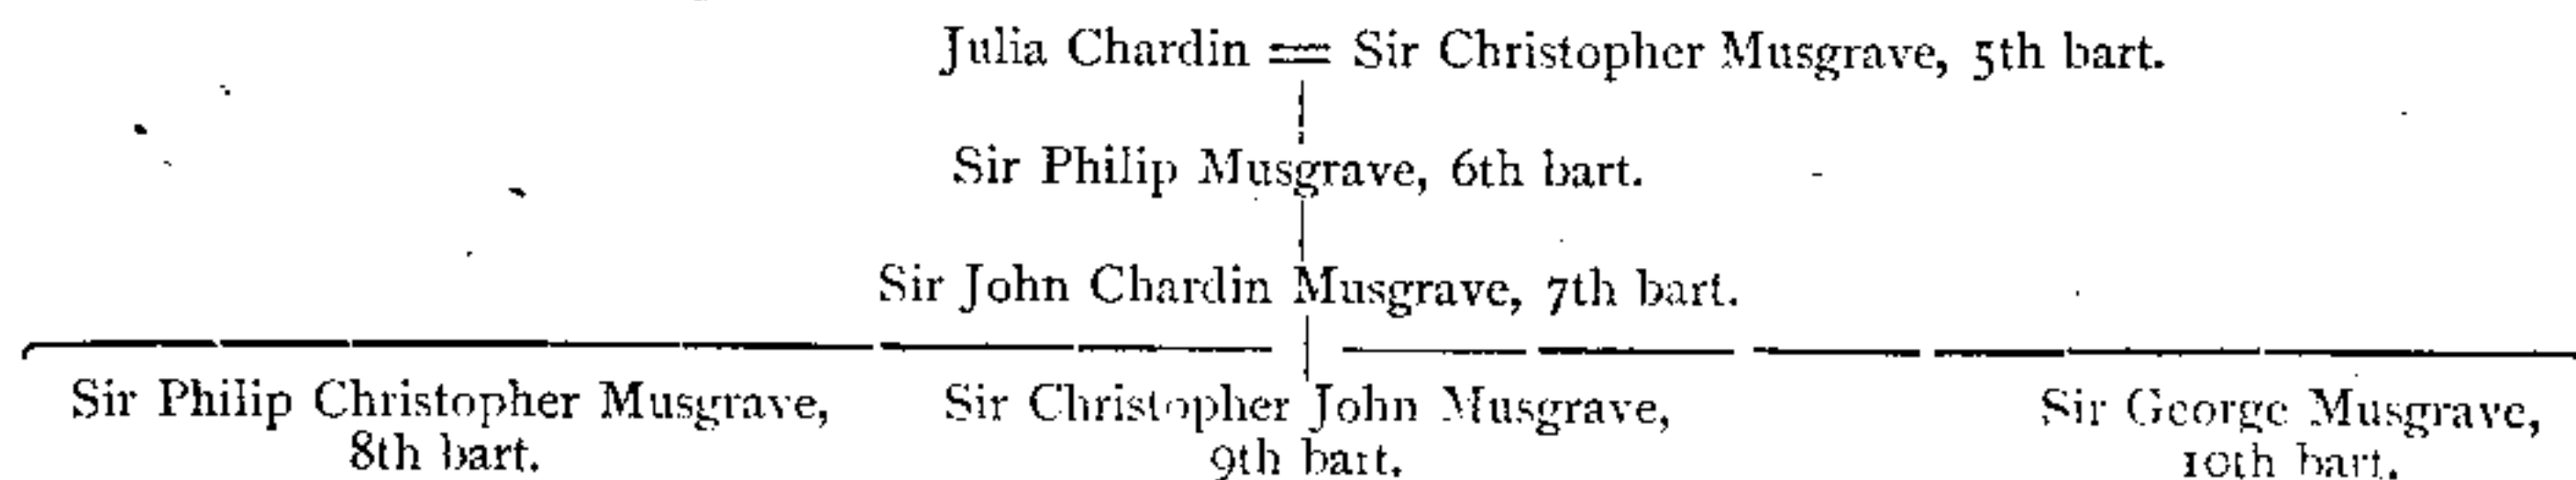 Julia Chardin = Sir Christopher Musgrave, 5th bart.
Sir Philip Musgrave, 6th bart.
Sir John Chardin Musgrave, 7th bart.
Sir Philip Christopher Musgrave, Sir Christopher John Musgrave, Sir George Musgrave,
8th bart. 9th bart. 10th bart.